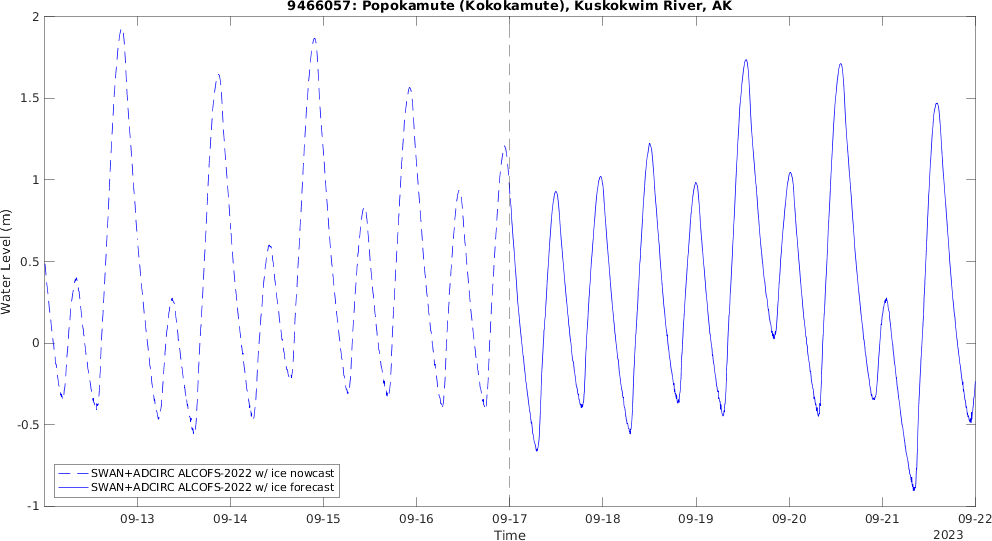 9466057: Popokamute (Kokokamute), Kuskokwim River, AK
2
1.5
1
0.5
0
-0.5
-1
Water Level (m)
SWAN+ADCIRC ALCOFS-2022 w/ ice nowcast
SWAN+ADCIRC ALCOFS-2022 w/ ice forecast
09-13 09-14 09-15 09-16 09-17 09-18 09-19 09-20 09-21 09-22
Time
2023